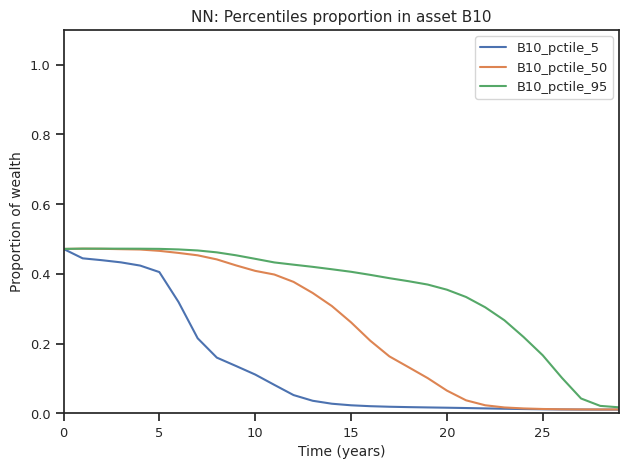 NN: Percentiles proportion in asset B10
B10_pctile_5
B10_pctile_50
B10_pctile_95
Proportion of wealth
1.0
0.8
0.6
0.4
0.2
0.0
0 5 10 15 20 25
Time (years)